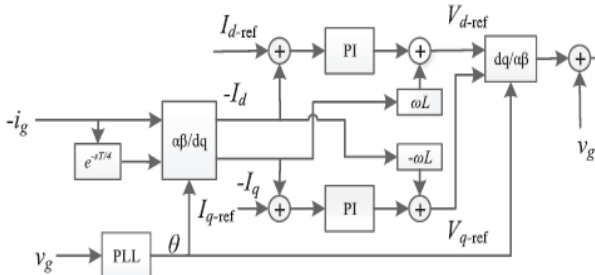 I_d-ref
V_d-ref
PI
dq/αβ
-I_d
ωL
-i_g
αβ/dq
v_g
e^-sT/4
-ωL
-I_q
I_q-ref
PI
V_q-ref
θ
v_g
PLL